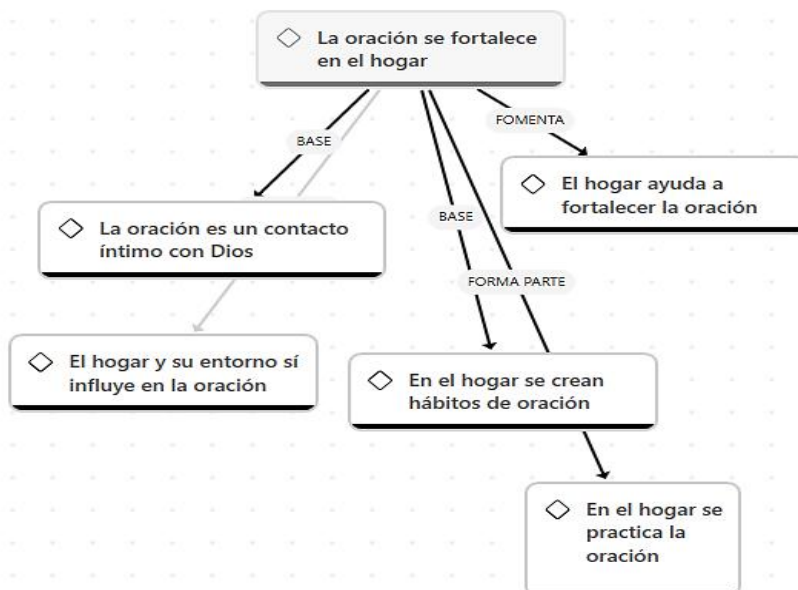 La oración se fortalece
en el hogar
FOMENTA
BASE
El hogar ayuda a
fortalecer la oración
La oración es un contacto
íntimo con Dios
BASE
FORMA PARTE
El hogar y su entorno sí
influye en la oración
En el hogar se crean
hábitos de oración
En el hogar se
practica la
oración